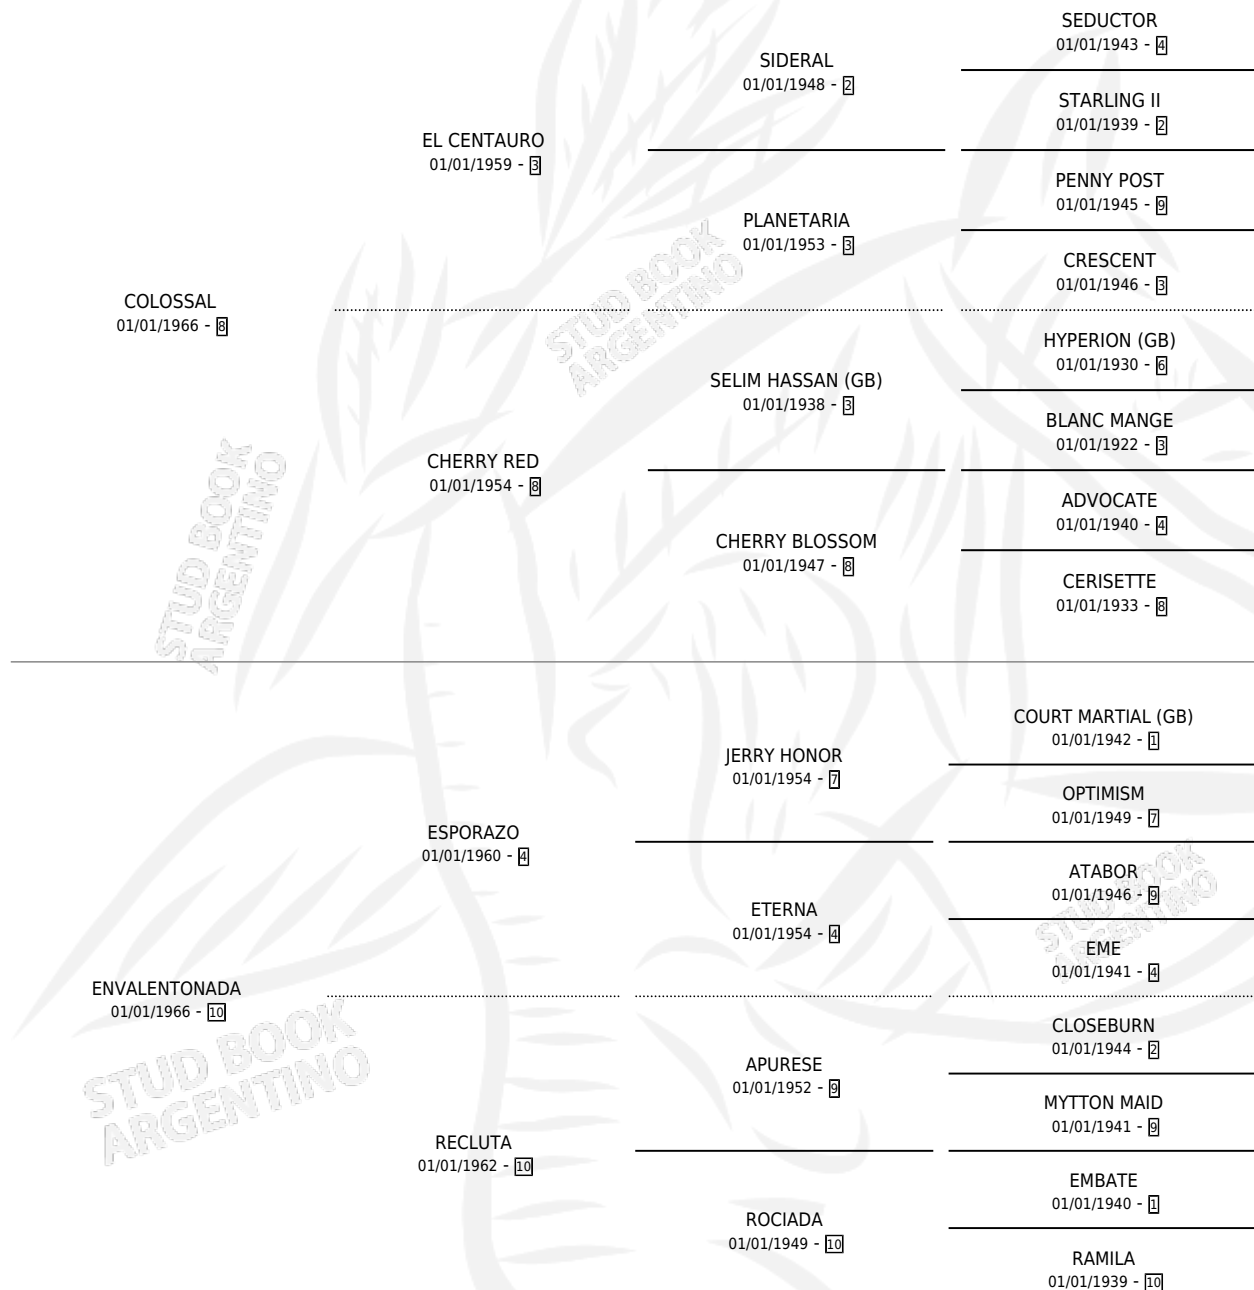 SEDUCTOR
01/01/1943 - 4
SIDERAL
01/01/1948 - 2
STARLING II
01/01/1939 - 2
EL CENTAURO
01/01/1959 - 3
PENNY POST
01/01/1945 - 9
PLANETARIA
01/01/1953 - 3
CRESCENT
01/01/1946 - 3
COLOSSAL
01/01/1966 - 8
HYPERION (GB)
01/01/1930 - 6
SELIM HASSAN (GB)
01/01/1938 - 3
BLANC MANGE
01/01/1922 - 3
CHERRY RED
01/01/1954 - 8
ADVOCATE
01/01/1940 - 4
CHERRY BLOSSOM
01/01/1947 - 8
CERISETTE
01/01/1933 - 8
COURT MARTIAL (GB)
01/01/1942 - 1
JERRY HONOR
01/01/1954 - 7
OPTIMISM
01/01/1949 - 7
ESPORAZO
01/01/1960 - 4
ATABOR
01/01/1946 - 9
ETERNA
01/01/1954 - 4
EME
01/01/1941 - 4
ENVALENTONADA
01/01/1966 - 10
CLOSEBURN
01/01/1944 - 2
APURESE
01/01/1952 - 9
MYTTON MAID
01/01/1941 - 9
RECLUTA
01/01/1962 - 10
EMBATE
01/01/1940 - 1
ROCIADA
01/01/1949 - 10
RAMILA
01/01/1939 - 10
STUD BOOK
ARGENTINO
STUD BOOK
ARGENTINO
STUD BOOK
ARGENTINO
STUD BOOK
ARGENTINO